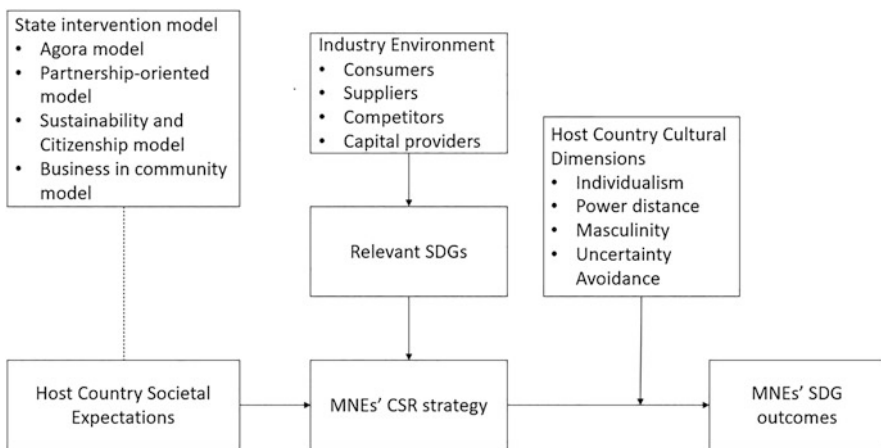 State intervention model
• Agora model
• Partnership-oriented
model
• Sustainability and
Citizenship model
• Business in community
model
Industry Environment
• Consumers
• Suppliers
• Competitors
• Capital providers
Host Country Cultural
Dimensions
• Individualism
• Power distance
• Masculinity
• Uncertainty
Avoidance
Relevant SDGs
Host Country Societal
Expectations
MNEs' CSR strategy
MNEs' SDG
outcomes